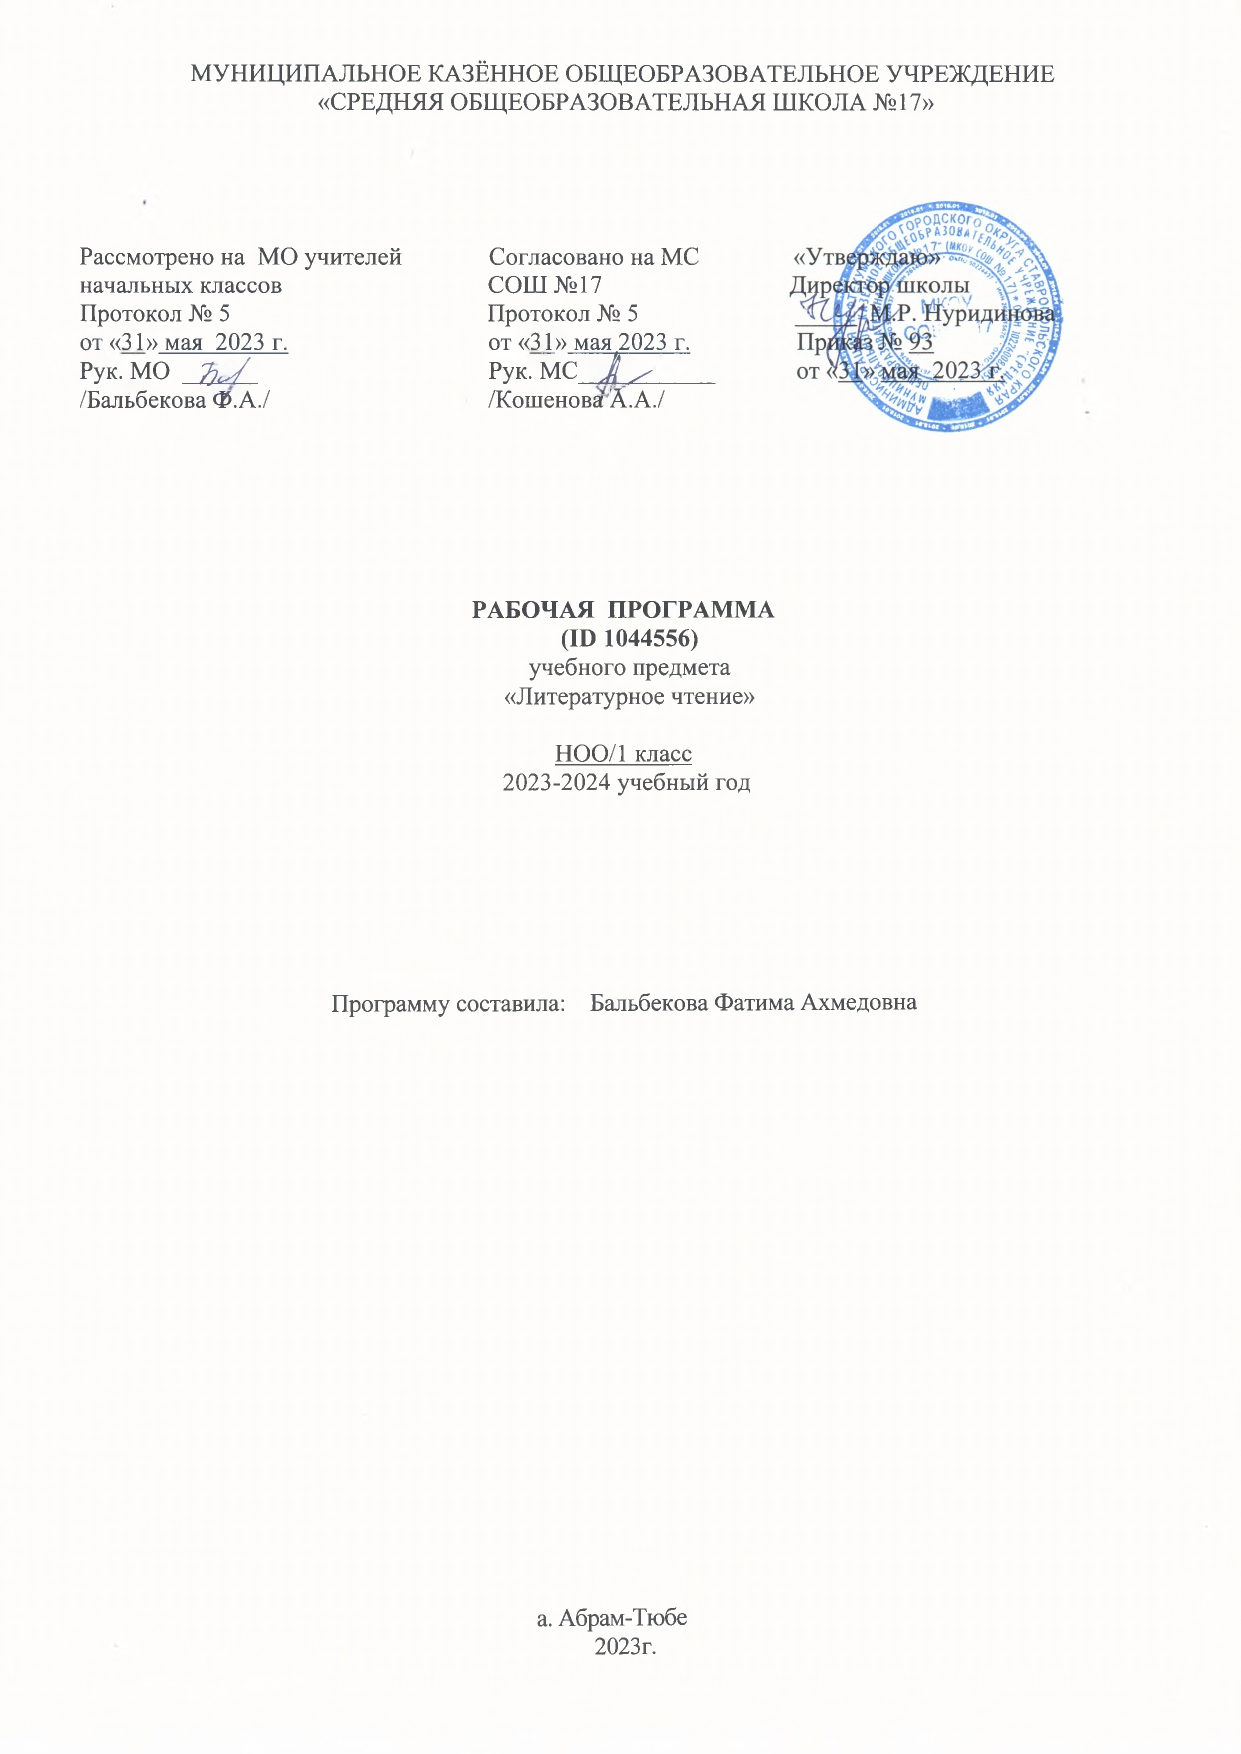 МУНИЦИПАЛЬНОЕ КАЗЁННОЕ ОБЩЕОБРАЗОВАТЕЛЬНОЕ УЧРЕЖДЕНИЕ
«СРЕДНЯЯ ОБЩЕОБРАЗОВАТЕЛЬНАЯ ШКОЛА №17»
Рассмотрено на МО учителей
начальных классов
Протокол № 5
от «31» мая 2023 г.
Рук. МО
/Бальбекова Ф.А./
Согласовано на МС
СОШ №17
Протокол № 5
от «31» мая 2023 г.
Рук. МС
/Кошенова А.А./
«Утверждаю»
Директор школы
М.Р. Нуридинова
Приказ № 93
от «31» мая 2023 г.
РАБОЧАЯ ПРОГРАММА
(ID 1044556)
учебного предмета
«Литературное чтение»
НОО/1 класс
2023-2024 учебный год
Программу составила: Бальбекова Фатима Ахмедовна
а. Абрам-Тюбе
2023г.